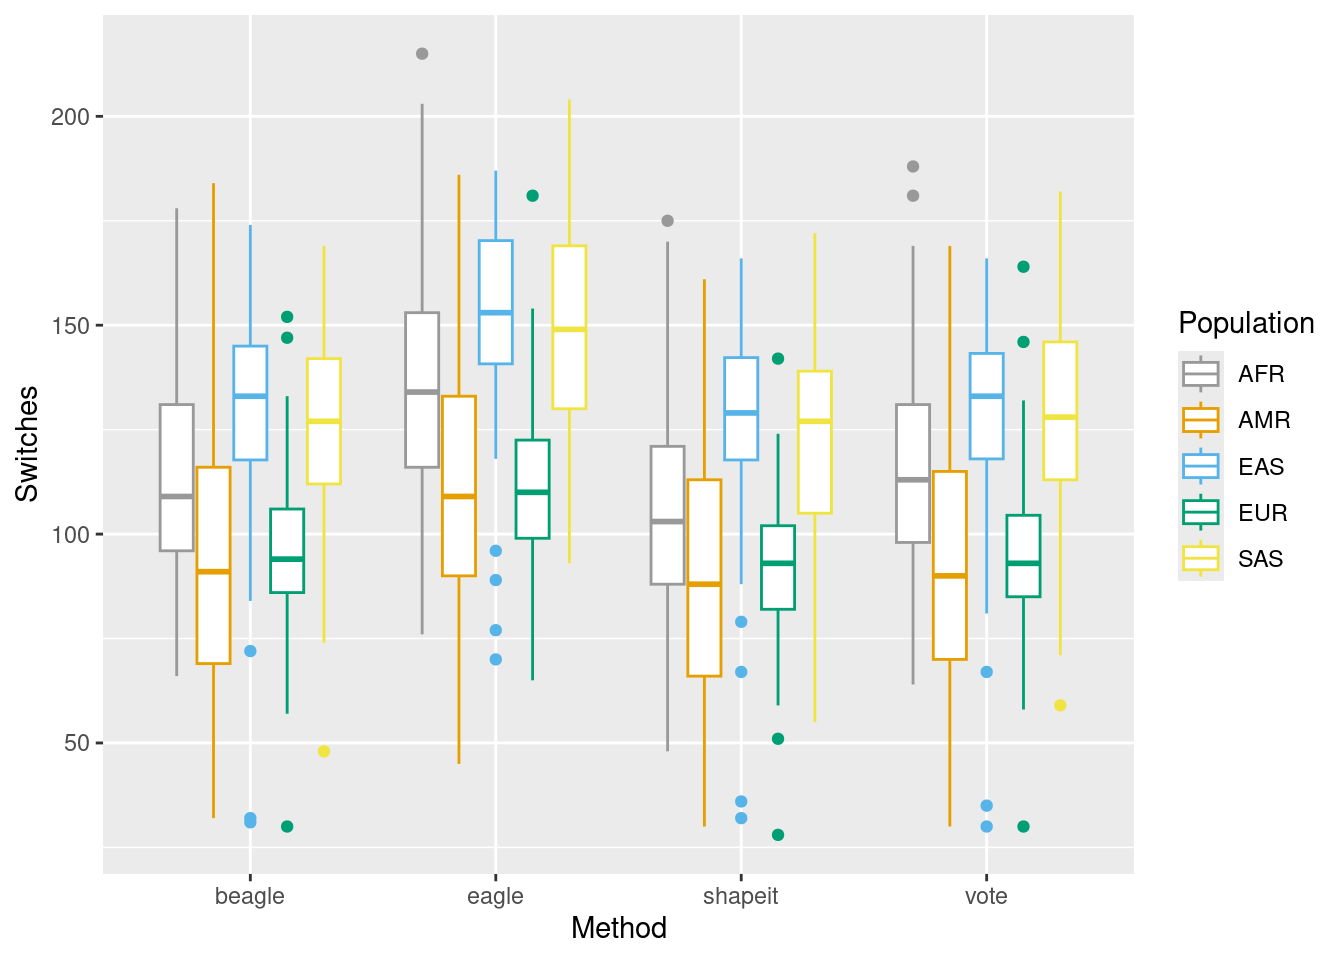 200
150
100
50
Switches
beagle
eagle
shapeit
vote
Method
Population
AFR
AMR
EAS
EUR
SAS